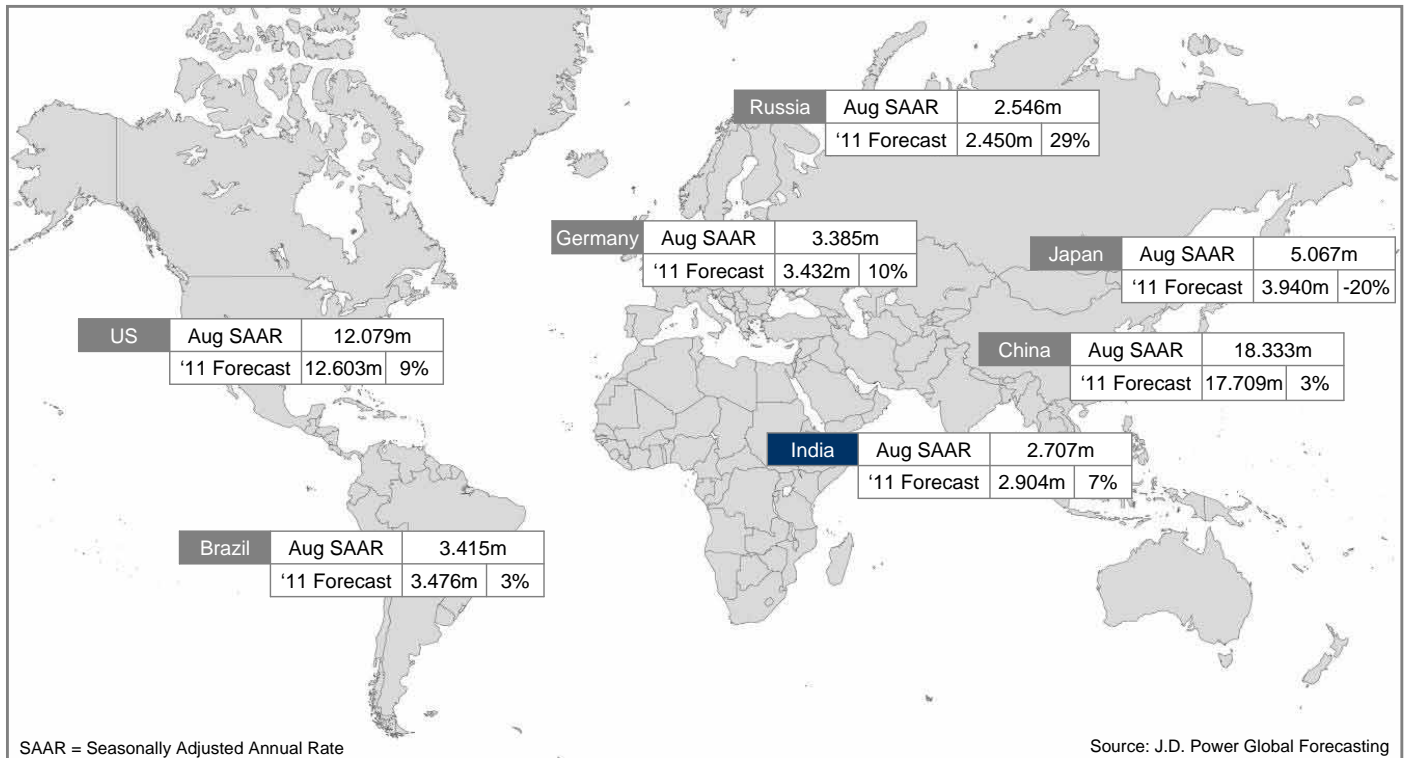 Russia Aug SAAR 2.546m
‘11 Forecast 2.450m 29%
Germany Aug SAAR 3.385m
‘11 Forecast 3.432m 10%
Japan Aug SAAR 5.067m
‘11 Forecast 3.940m -20%
US Aug SAAR 12.079m
‘11 Forecast 12.603m 9%
China Aug SAAR 18.333m
‘11 Forecast 17.709m 3%
India Aug SAAR 2.707m
‘11 Forecast 2.904m 7%
Brazil Aug SAAR 3.415m
‘11 Forecast 3.476m 3%
SAAR = Seasonally Adjusted Annual Rate
Source: J.D. Power Global Forecasting